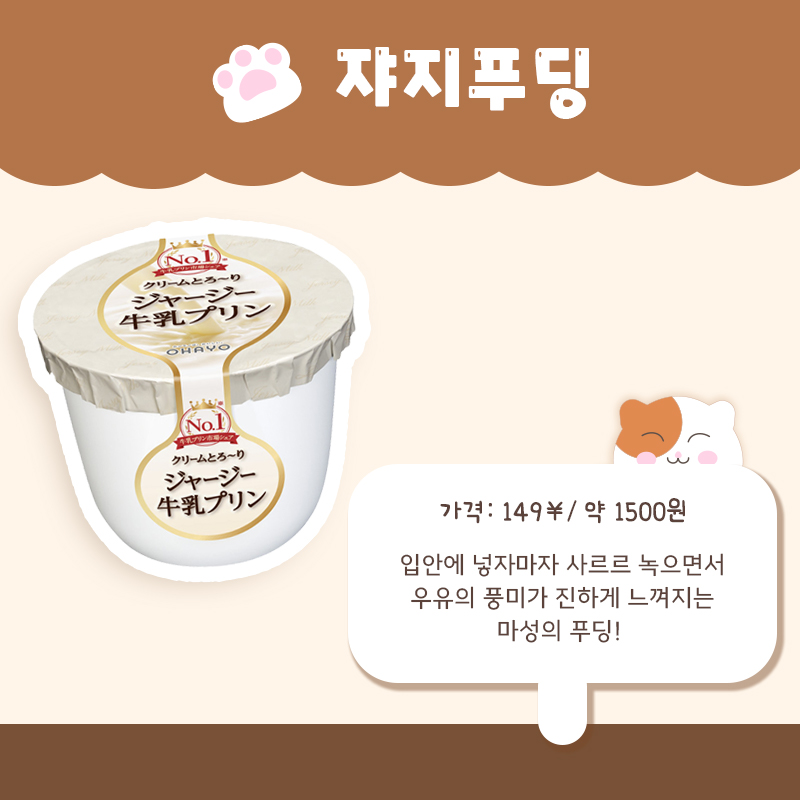 쟈지푸딩
No.1
牛乳プリン市場シェア
クリームとろ〜り
ジャージー
牛乳プリン
OHAYO
No.1
牛乳プリン市場シェア
クリームとろ〜り
ジャージー
牛乳プリン
가격: 149¥/ 약 1500원
입안에 넣자마자 사르르 녹으면서
우유의 풍미가 진하게 느껴지는
마성의 푸딩!